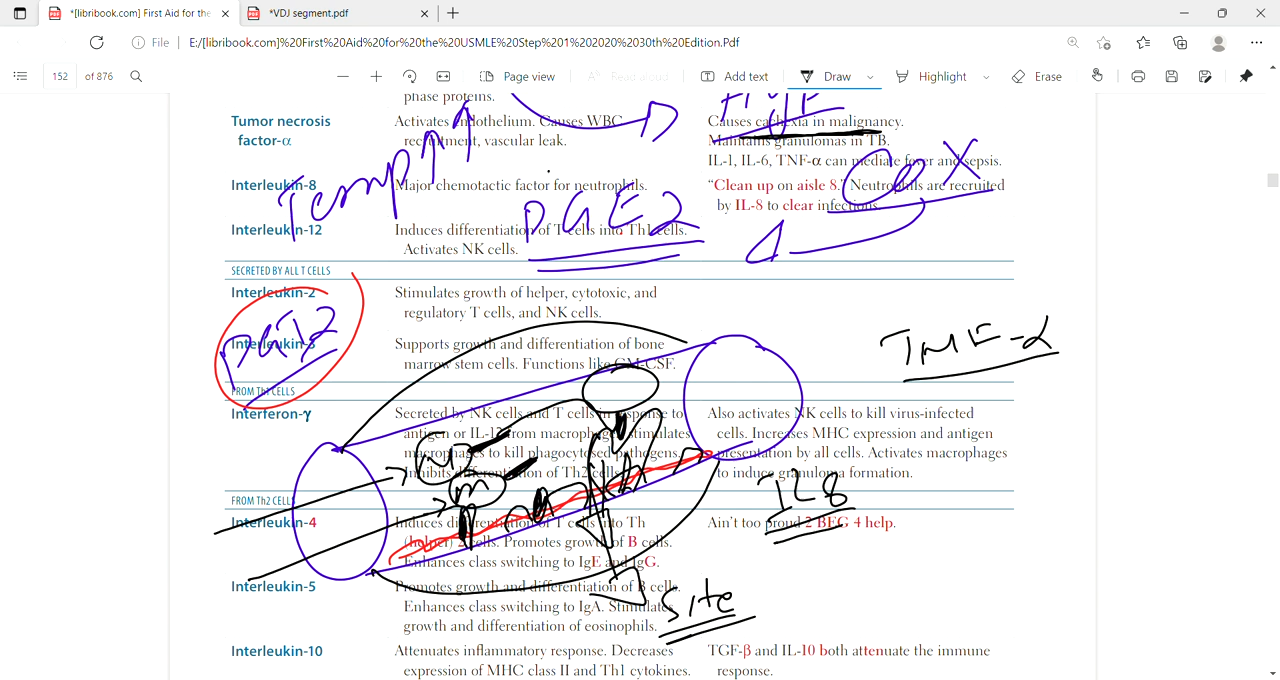 *[libribook.com] First Aid for the
*VDJ segment.pdf
File
E:/[libribook.com]%20First%20Aid%20for%20the%20USMLE%20Step%201%202020%2030th%20Edition.Pdf
152 of 876
Page view
Read aloud
Add text
Draw
Highlight
Erase
phase proteins.
Tumor necrosis factor-α
Activates endothelium. Causes WBC
recruitment, vascular leak.
Causes cachexia in malignancy.
Maintains granulomas in TB.
IL-1, IL-6, TNF-α can mediate fever and sepsis.
Temp
Interleukin-8
Major chemotactic factor for neutrophils.
"Clean up on aisle 8." Neutrophils are recruited
by IL-8 to clear infections.
COX
PGE2
Interleukin-12
Induces differentiation of T cells into Th1 cells.
Activates NK cells.
SECRETED BY ALL T CELLS
Interleukin-2
Stimulates growth of helper, cytotoxic, and
regulatory T cells, and NK cells.
Interleukin-3
Supports growth and differentiation of bone
marrow stem cells. Functions like GM-CSF.
TNF-α
FROM Th1 CELLS
Interferon-γ
Secreted by NK cells and T cells in response to
antigen or IL-12 from macrophages; stimulates
macrophages to kill phagocytosed pathogens.
Inhibits differentiation of Th2 cells.
Also activates NK cells to kill virus-infected
cells. Increases MHC expression and antigen
presentation by all cells. Activates macrophages
to induce granuloma formation.
IL8
FROM Th2 CELLS
Interleukin-4
Induces differentiation of T cells into Th
(helper) 2 cells. Promotes growth of B cells.
Enhances class switching to IgE and IgG.
Ain't too proud 2 BEG 4 help.
Interleukin-5
Promotes growth and differentiation of B cells.
Enhances class switching to IgA. Stimulates
growth and differentiation of eosinophils.
Site
Interleukin-10
Attenuates inflammatory response. Decreases
expression of MHC class II and Th1 cytokines.
TGF-β and IL-10 both attenuate the immune
response.